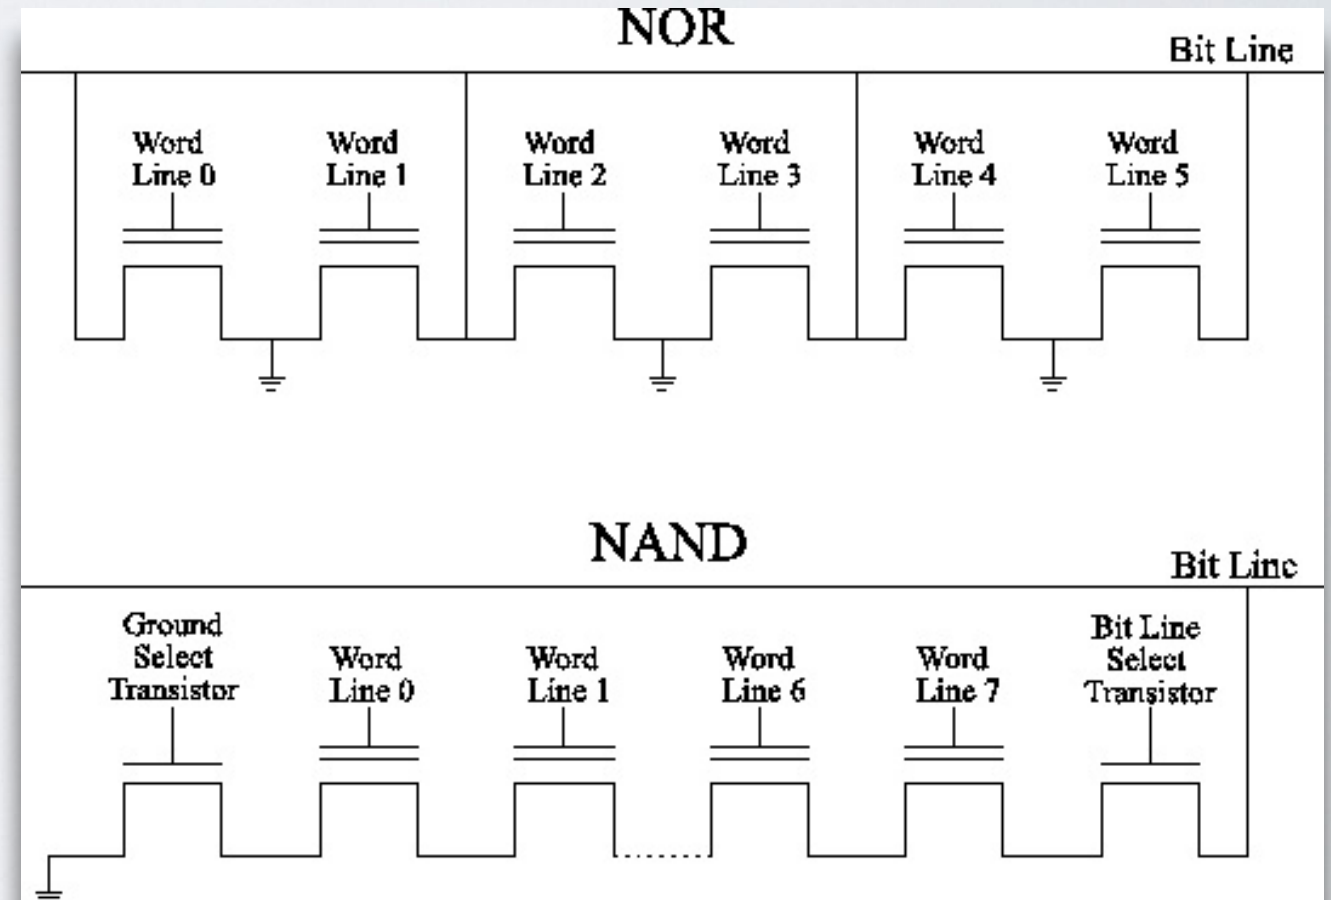 NOR
Bit Line
Word
Line 0
Word
Line 1
Word
Line 2
Word
Line 3
Word
Line 4
Word
Line 5
NAND
Bit Line
Ground
Select
Transistor
Word
Line 0
Word
Line 1
Word
Line 6
Word
Line 7
Bit Line
Select
Transistor